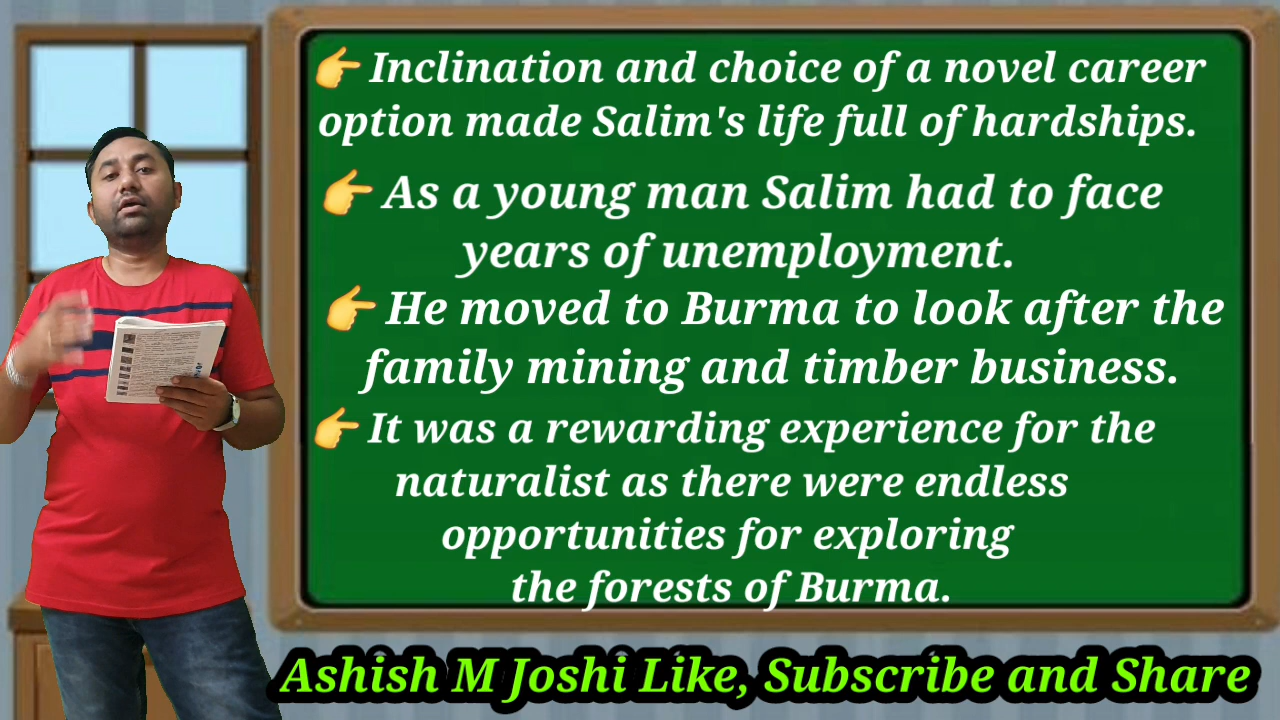 👉 Inclination and choice of a novel career
option made Salim's life full of hardships.
👉 As a young man Salim had to face
years of unemployment.
👉 He moved to Burma to look after the
family mining and timber business.
👉 It was a rewarding experience for the
naturalist as there were endless
opportunities for exploring
the forests of Burma.
Ashish M Joshi Like, Subscribe and Share